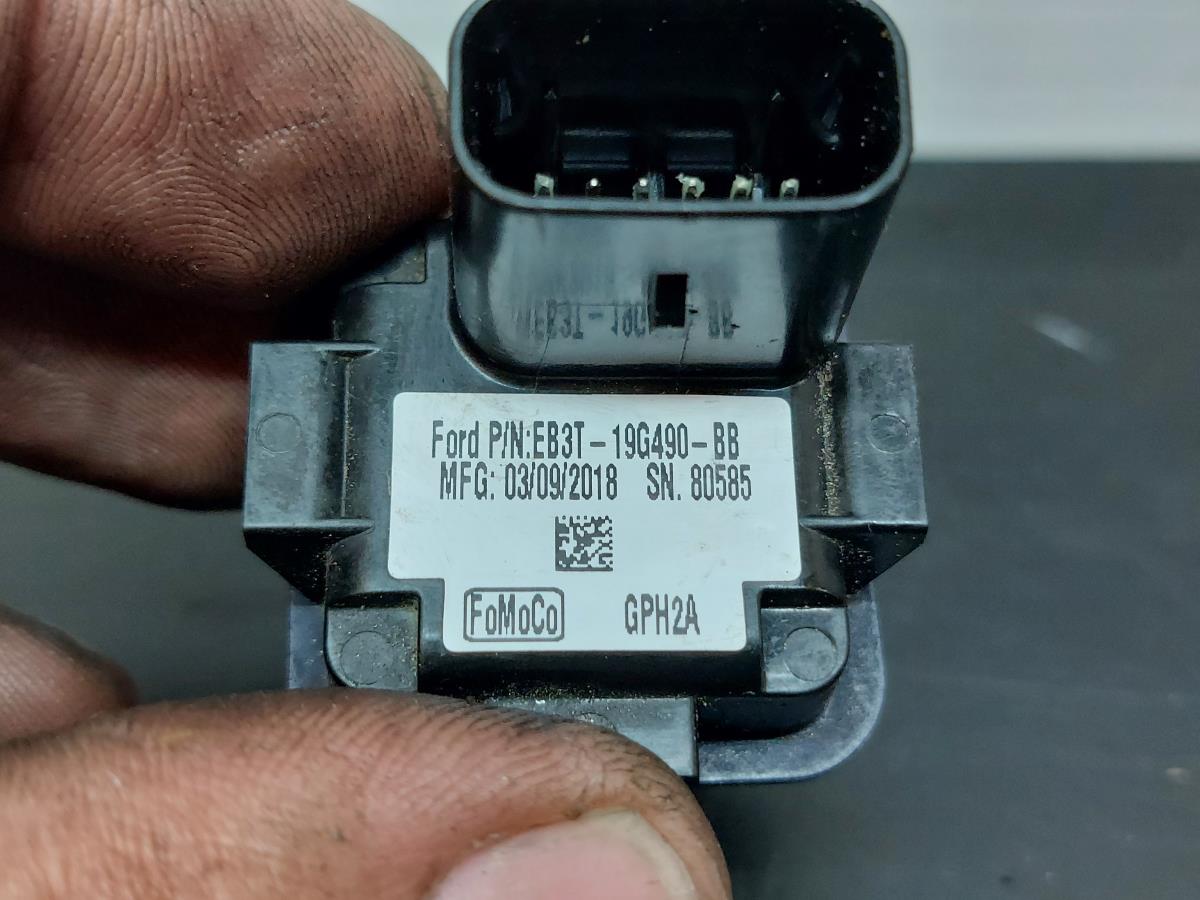 Ford P/N:EB3T-19G490-BB
MFG: 03/09/2018 SN. 80585
FoMoCo GPH2A